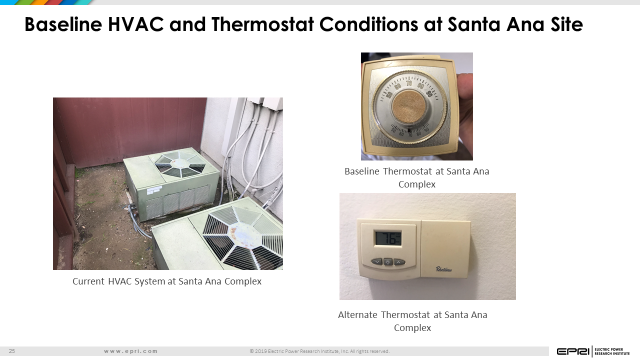 Baseline HVAC and Thermostat Conditions at Santa Ana Site
Baseline Thermostat at Santa Ana
Complex
Current HVAC System at Santa Ana Complex
Alternate Thermostat at Santa Ana
Complex
25
www.epri.com
© 2019 Electric Power Research Institute, Inc. All rights reserved.
EPRI
ELECTRIC POWER
RESEARCH INSTITUTE